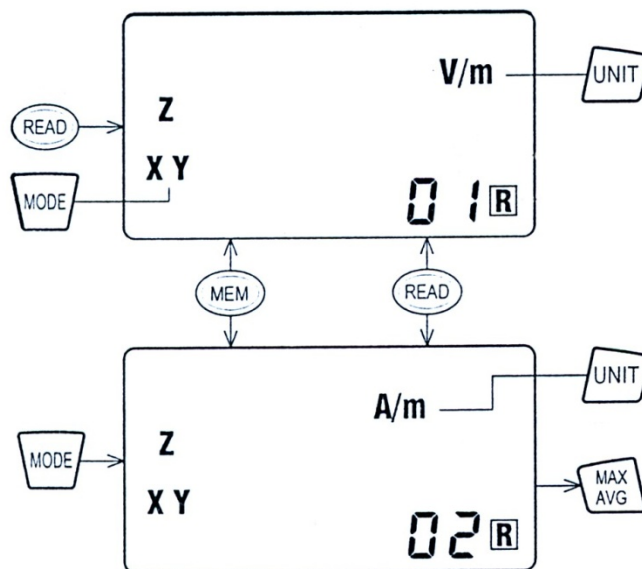 V/m
UNIT
Z
READ
X Y
MODE
01 R
MEM
READ
A/m
UNIT
Z
MODE
X Y
MAX
AVG
02 R